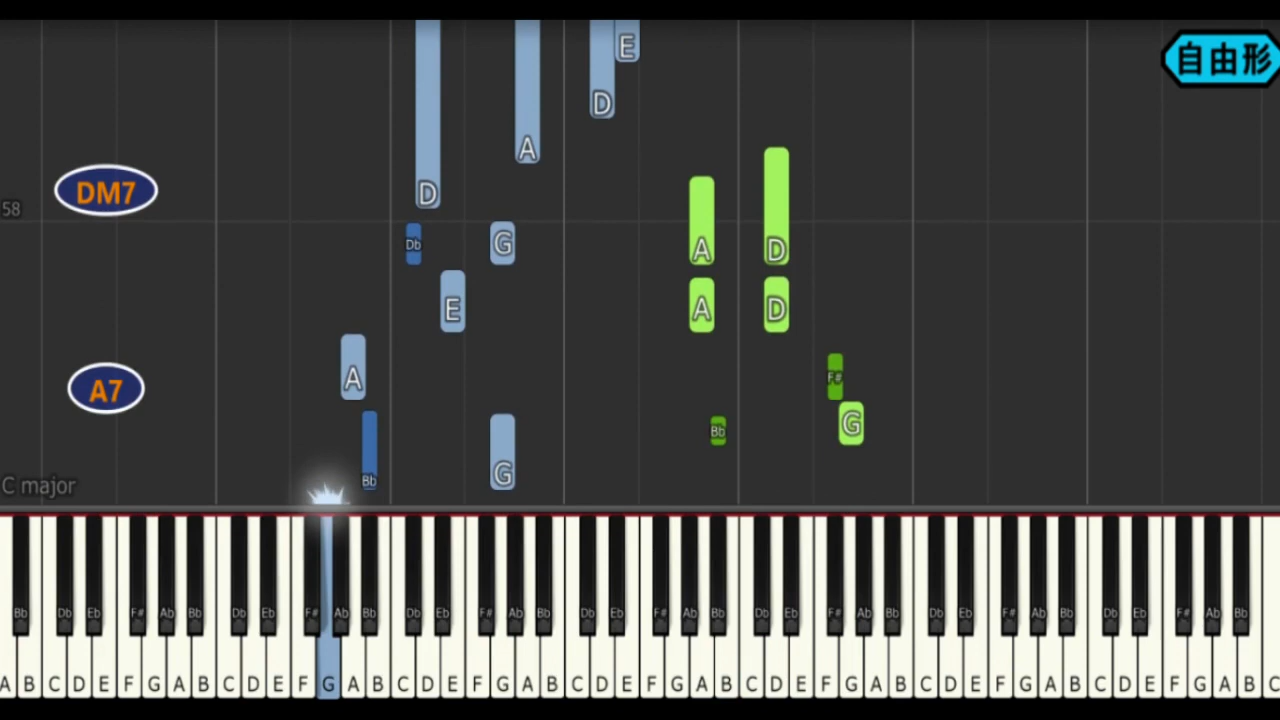 自由形
E
D
A
DM7
D
58
Db G
A D
E A D
A F#
A7
G
Bb
Bb G
C major
Bb Db Eb F# Ab Bb Db Eb F# Ab Bb Db Eb F# Ab Bb Db Eb F# Ab Bb Db Eb F# Ab Bb Db Eb F# Ab Bb Db Eb F# Ab Bb
A B C D E F G A B C D E F G A B C D E F G A B C D E F G A B C D E F G A B C D E F G A B C D E F G A B C